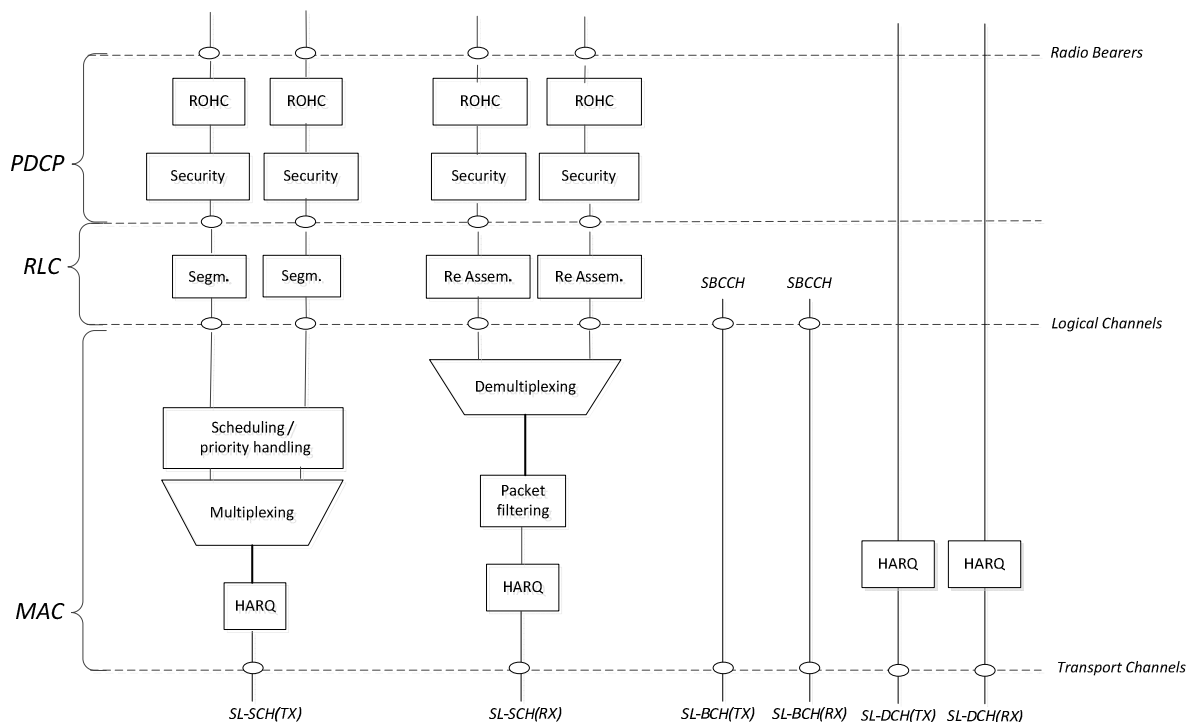 Radio Bearers
ROHC ROHC ROHC ROHC
PDCP
Security Security Security Security
RLC
Segm. Segm. Re Assem. Re Assem.
SBCCH SBCCH
Logical Channels
Demultiplexing
Scheduling /
priority handling
Packet
filtering
Multiplexing
HARQ HARQ
HARQ
HARQ
MAC
Transport Channels
SL-SCH(TX) SL-SCH(RX) SL-BCH(TX) SL-BCH(RX) SL-DCH(TX) SL-DCH(RX)